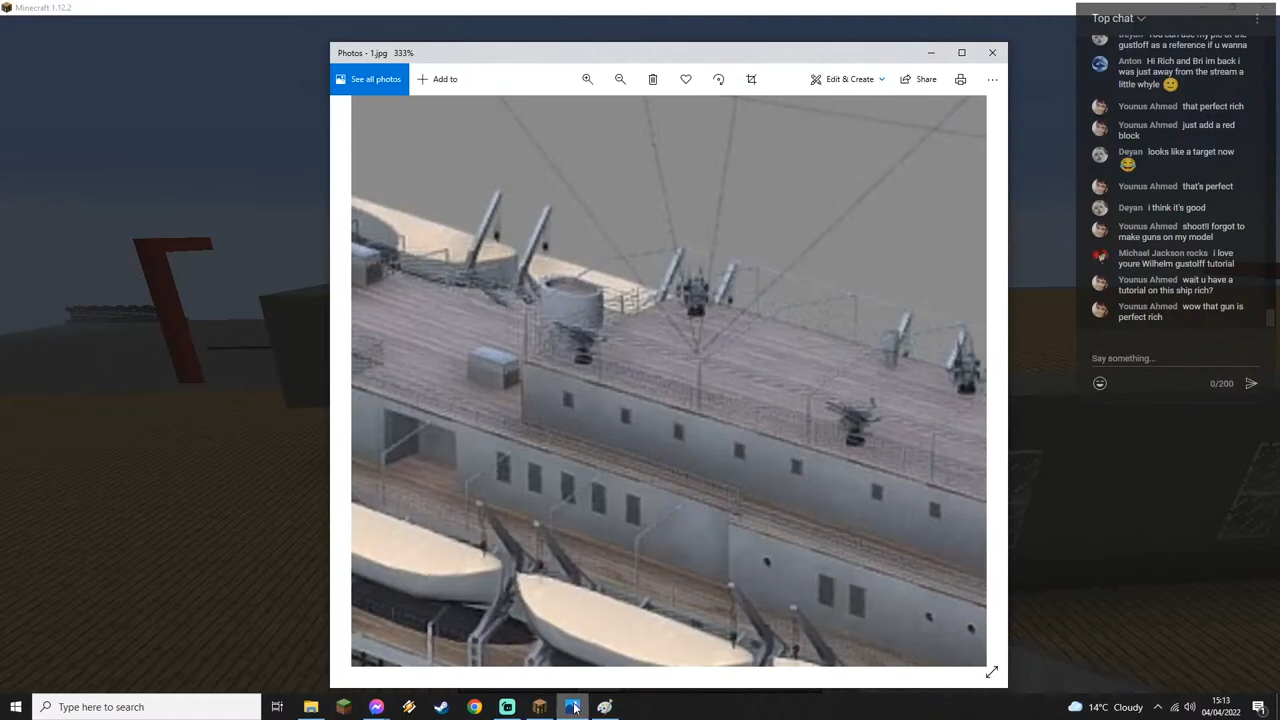 Minecraft 1.12.2
Photos - 1.jpg 333%
See all photos
Add to
Edit & Create
Share
Top chat
Deyan You can use my pic of the
gustloff as a reference if u wanna
Anton Hi Rich and Bri im back i
was just away from the stream a
little whyle
Younus Ahmed that perfect rich
Younus Ahmed just add a red
block
Deyan looks like a target now
Younus Ahmed that's perfect
Deyan i think it's good
Younus Ahmed shoot!I forgot to
make guns on my model
Michael Jackson rocks i love
youre Wilhelm gustolff tutorial
Younus Ahmed wait u have a
tutorial on this ship rich?
Younus Ahmed wow that gun is
perfect rich
Say something...
0/200
Type here to search
14°C Cloudy
15:13
04/04/2022